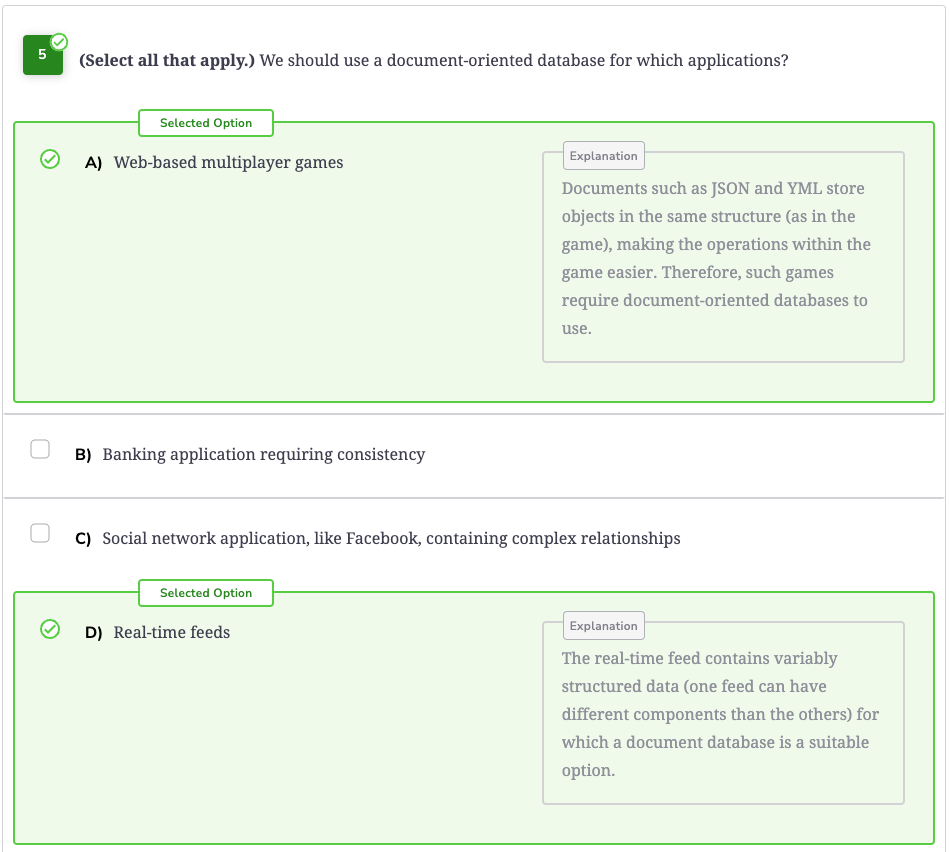 5
(Select all that apply.) We should use a document-oriented database for which applications?
Selected Option
A) Web-based multiplayer games
Explanation
Documents such as JSON and YML store
objects in the same structure (as in the
game), making the operations within the
game easier. Therefore, such games
require document-oriented databases to
use.
B) Banking application requiring consistency
C) Social network application, like Facebook, containing complex relationships
Selected Option
D) Real-time feeds
Explanation
The real-time feed contains variably
structured data (one feed can have
different components than the others) for
which a document database is a suitable
option.